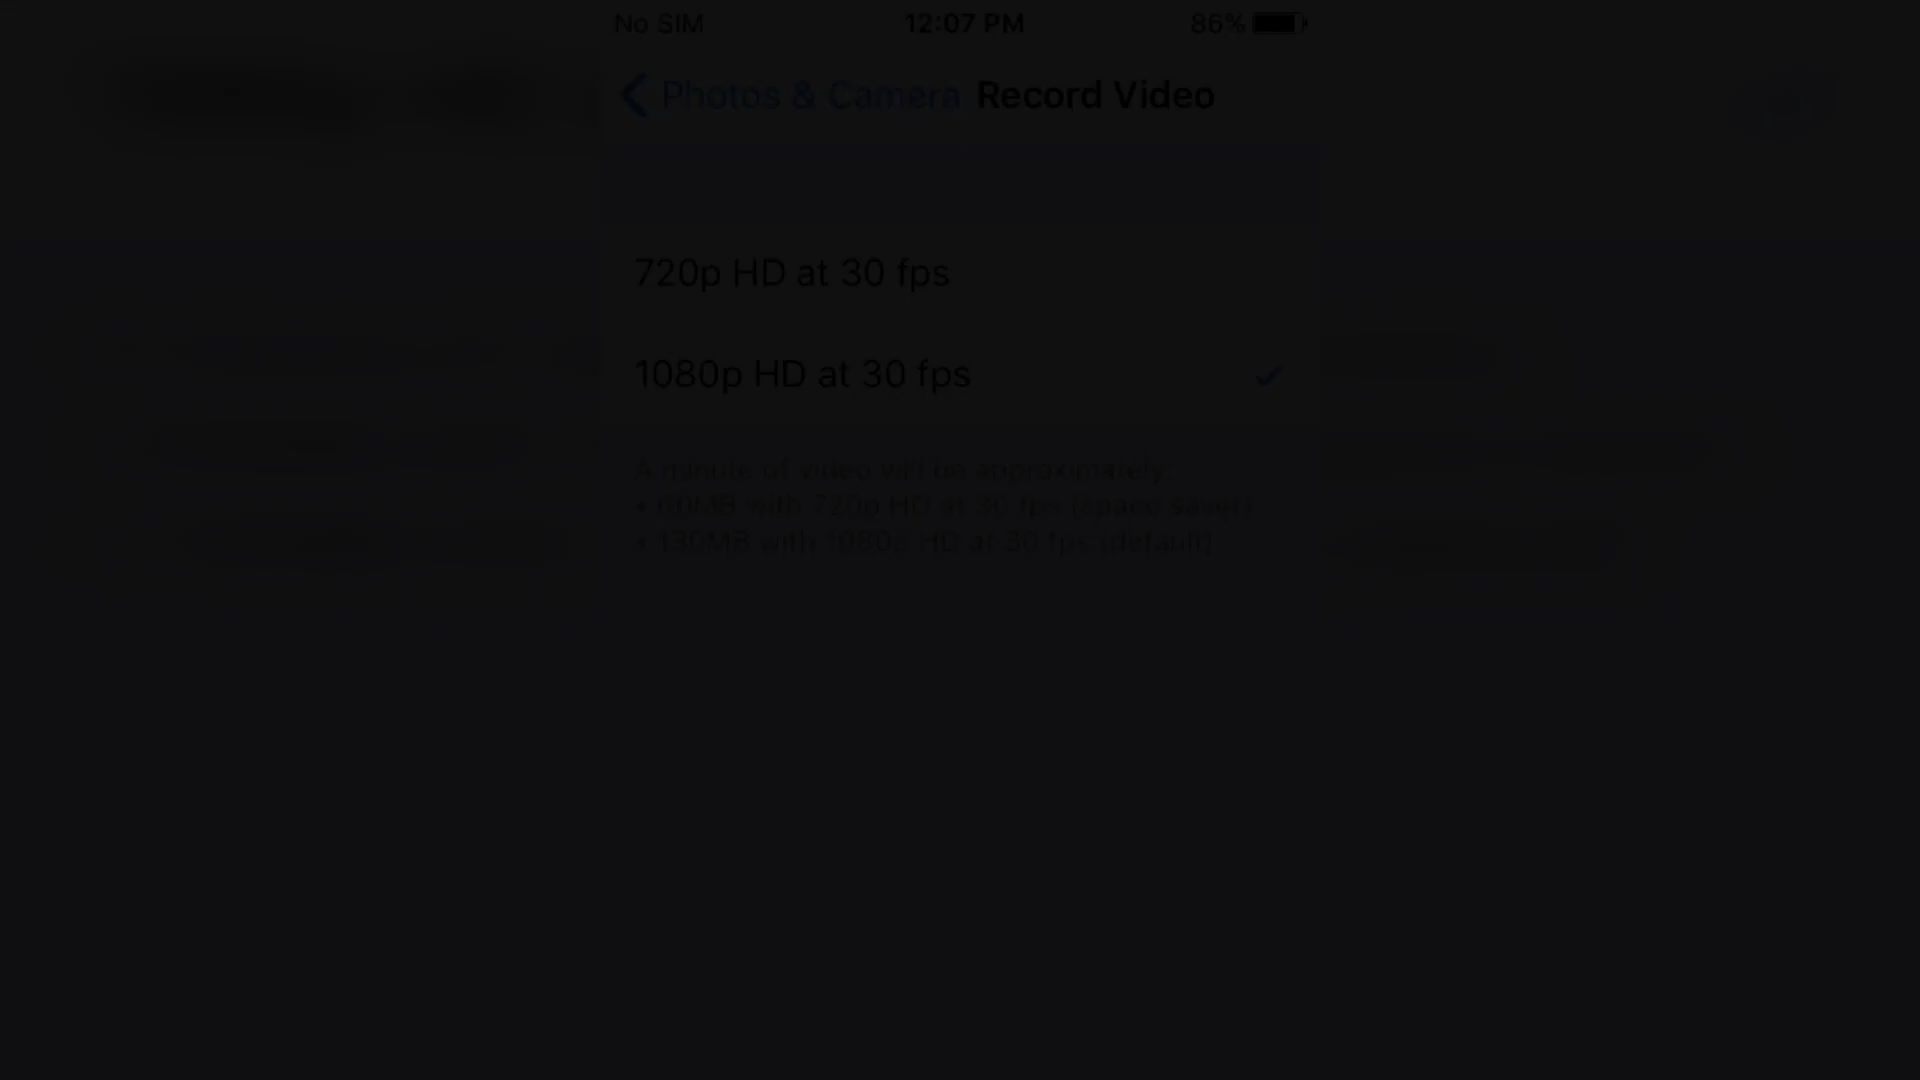 No SIM 12:07 PM 86%
Photos & Camera Record Video
720p HD at 30 fps
1080p HD at 30 fps
A minute of video will be approximately:
• 60MB with 720p HD at 30 fps (space saver)
• 130MB with 1080p HD at 30 fps (default)